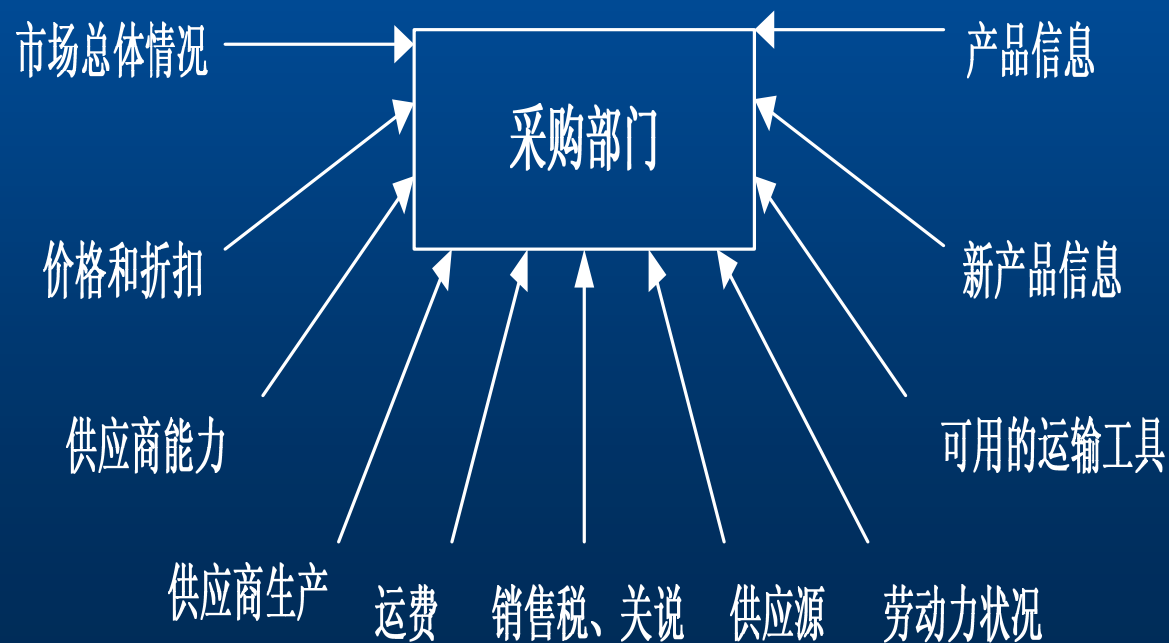 市场总体情况
产品信息
采购部门
价格和折扣
新产品信息
供应商能力
可用的运输工具
供应商生产
运费
销售税、关说
供应源
劳动力状况